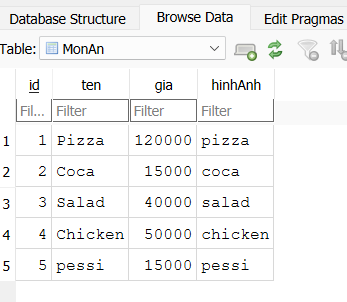 Database Structure Browse Data Edit Pragmas
Table: MonAn
id ten gia hinhAnh
Fil... Filter Filter Filter
1 1 Pizza 120000 pizza
2 2 Coca 15000 coca
3 3 Salad 40000 salad
4 4 Chicken 50000 chicken
5 5 pessi 15000 pessi